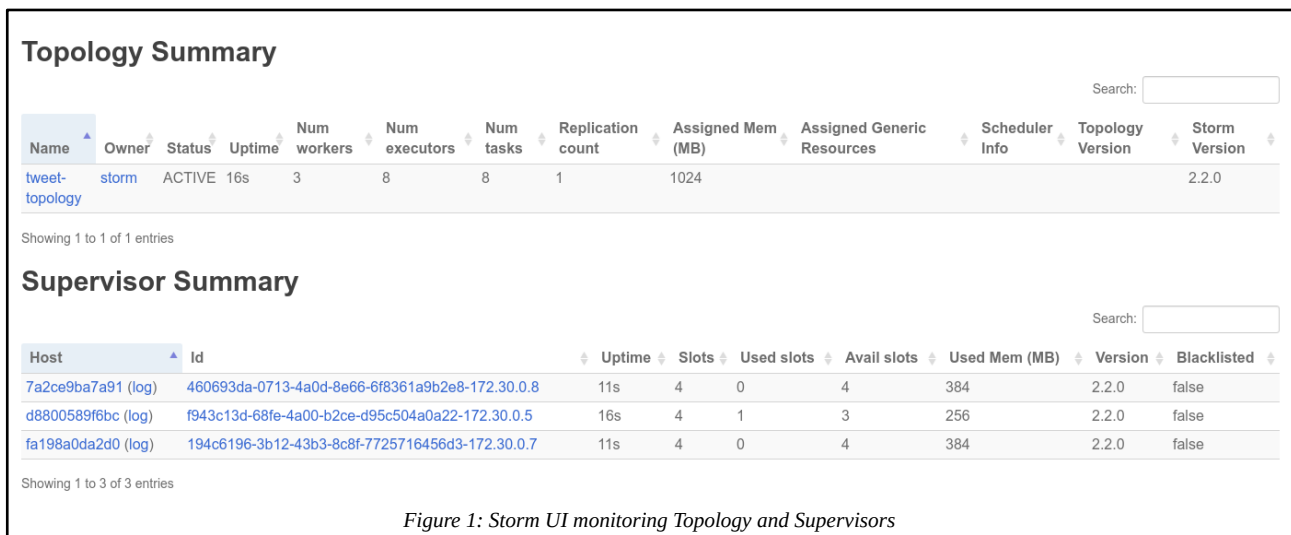 Topology Summary
Search:
Name Owner Status Uptime Num workers Num executors Num tasks Replication count Assigned Mem (MB) Assigned Generic Resources Scheduler Info Topology Version Storm Version
tweet-topology storm ACTIVE 16s 3 8 8 1 1024 2.2.0
Showing 1 to 1 of 1 entries
Supervisor Summary
Search:
Host Id Uptime Slots Used slots Avail slots Used Mem (MB) Version Blacklisted
7a2ce9ba7a91 (log) 460693da-0713-4a0d-8e66-6f8361a9b2e8-172.30.0.8 11s 4 0 4 384 2.2.0 false
d8800589f6bc (log) f943c13d-68fe-4a00-b2ce-d95c504a0a22-172.30.0.5 16s 4 1 3 256 2.2.0 false
fa198a0da2d0 (log) 194c6196-3b12-43b3-8c8f-7725716456d3-172.30.0.7 11s 4 0 4 384 2.2.0 false
Showing 1 to 3 of 3 entries
Figure 1: Storm UI monitoring Topology and Supervisors